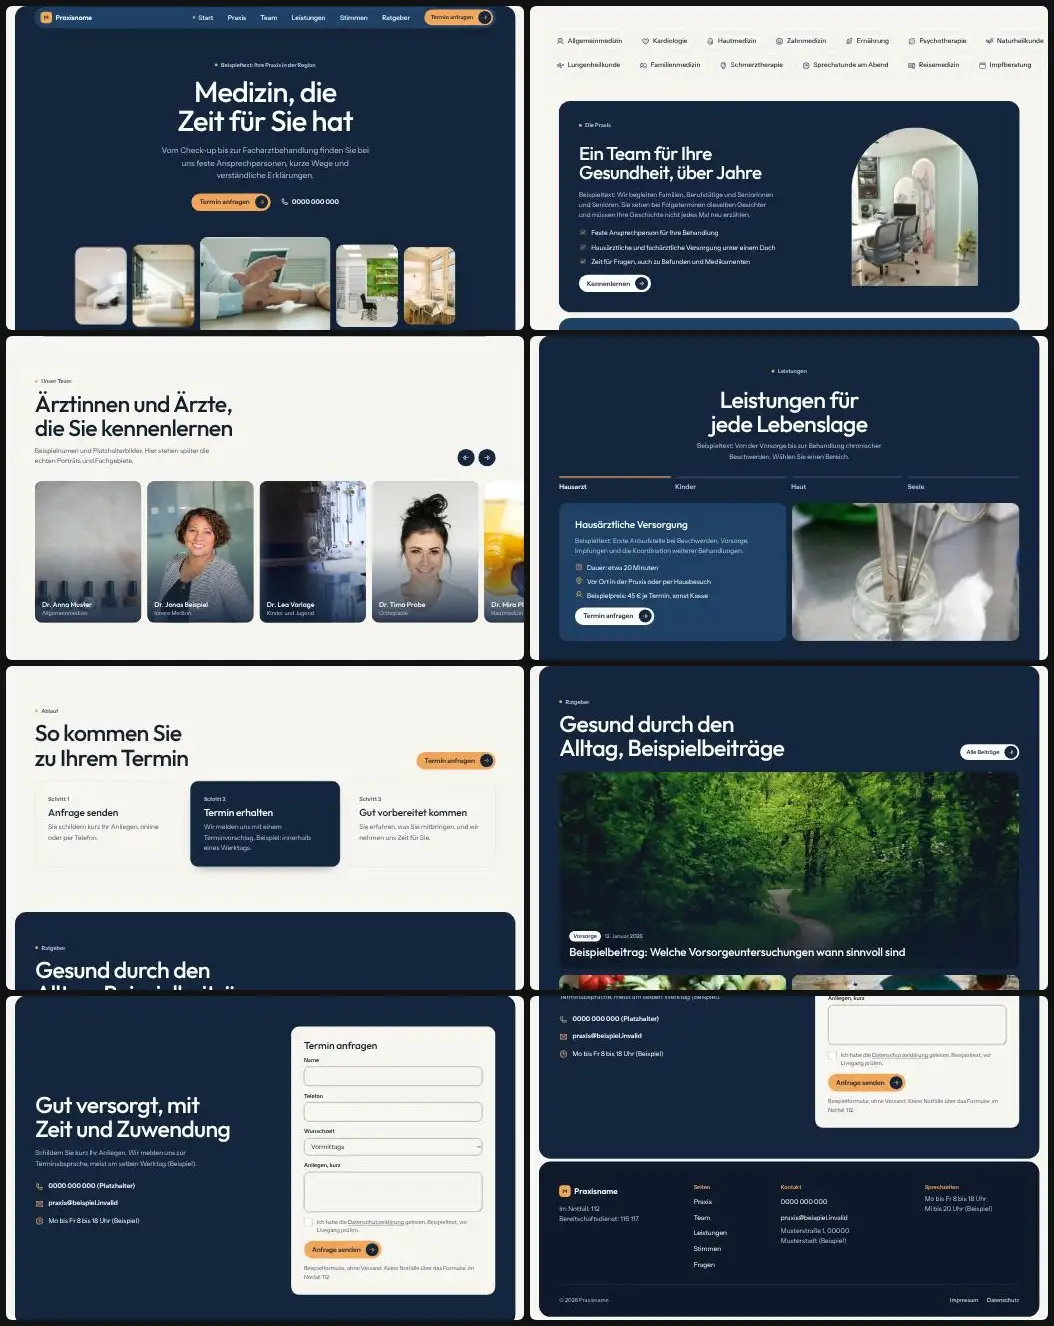 M Praxisname
Start Praxis Team Leistungen Stimmen Ratgeber Termin anfragen
Beispieltext: Ihre Praxis in der Region
Medizin, die
Zeit für Sie hat
Vom Check-up bis zur Facharztbehandlung finden Sie bei
uns feste Ansprechpersonen, kurze Wege und
verständliche Erklärungen.
Termin anfragen 0000 000 000
Allgemeinmedizin Kardiologie Hautmedizin Zahnmedizin Ernährung Psychotherapie Naturheilkunde
Lungenheilkunde Familienmedizin Schmerztherapie Sprechstunde am Abend Reisemedizin Impfberatung
Die Praxis
Ein Team für Ihre
Gesundheit, über Jahre
Beispieltext: Wir begleiten Familien, Berufstätige und Seniorinnen
und Senioren. Sie sehen bei Folgeterminen dieselben Gesichter
und müssen Ihre Geschichte nicht jedes Mal neu erzählen.
Feste Ansprechperson für Ihre Behandlung
Hausärztliche und fachärztliche Versorgung unter einem Dach
Zeit für Fragen, auch zu Befunden und Medikamenten
Kennenlernen
Unser Team
Ärztinnen und Ärzte,
die Sie kennenlernen
Beispielnamen und Platzhalterbilder. Hier stehen später die
echten Porträts und Fachgebiete.
Dr. Anna Muster
Allgemeinmedizin
Dr. Jonas Beispiel
Innere Medizin
Dr. Lea Vorlage
Kinder und Jugend
Dr. Timo Probe
Orthopädie
Dr. Mira Pl
Hautmedizin
Leistungen
Leistungen für
jede Lebenslage
Beispieltext: Von der Vorsorge bis zur Behandlung chronischer
Beschwerden. Wählen Sie einen Bereich.
Hausarzt Kinder Haut Seele
Hausärztliche Versorgung
Beispieltext: Erste Anlaufstelle bei Beschwerden, Vorsorge,
Impfungen und die Koordination weiterer Behandlungen.
Dauer: etwa 20 Minuten
Vor Ort in der Praxis oder per Hausbesuch
Beispielpreis: 45 € je Termin, sonst Kasse
Termin anfragen
Ablauf
So kommen Sie
zu Ihrem Termin
Termin anfragen
Schritt 1
Anfrage senden
Sie schildern kurz Ihr Anliegen, online
oder per Telefon.
Schritt 2
Termin erhalten
Wir melden uns mit einem
Terminvorschlag. Beispiel: innerhalb
eines Werktags.
Schritt 3
Gut vorbereitet kommen
Sie erfahren, was Sie mitbringen, und wir
nehmen uns Zeit für Sie.
Ratgeber
Gesund durch den
Alltag, Beispielbeiträge
Ratgeber
Gesund durch den
Alltag, Beispielbeiträge
Alle Beiträge
Vorsorge 12. Januar 2026
Beispielbeitrag: Welche Vorsorgeuntersuchungen wann sinnvoll sind
Gut versorgt, mit
Zeit und Zuwendung
Schildern Sie kurz Ihr Anliegen. Wir melden uns zur
Terminabsprache, meist am selben Werktag (Beispiel).
0000 000 000 (Platzhalter)
praxis@beispiel.invalid
Mo bis Fr 8 bis 18 Uhr (Beispiel)
Termin anfragen
Name
Telefon
Wunschzeit
Vormittags
Anliegen, kurz
Ich habe die Datenschutzerklärung gelesen. Beispieltext, vor
Livegang prüfen.
Anfrage senden
Beispielformular, ohne Versand. Keine Notfälle über das Formular, im
Notfall 112.
Terminabsprache, meist am selben Werktag (Beispiel).
0000 000 000 (Platzhalter)
praxis@beispiel.invalid
Mo bis Fr 8 bis 18 Uhr (Beispiel)
Anliegen, kurz
Ich habe die Datenschutzerklärung gelesen. Beispieltext, vor
Livegang prüfen.
Anfrage senden
Beispielformular, ohne Versand. Keine Notfälle über das Formular, im
Notfall 112.
M Praxisname
Im Notfall: 112
Bereitschaftsdienst: 116 117
Seiten
Praxis
Team
Leistungen
Stimmen
Fragen
Kontakt
0000 000 000
praxis@beispiel.invalid
Musterstraße 1, 00000
Musterstadt (Beispiel)
Sprechzeiten
Mo bis Fr 8 bis 18 Uhr
Mi bis 20 Uhr (Beispiel)
© 2026 Praxisname
Impressum Datenschutz